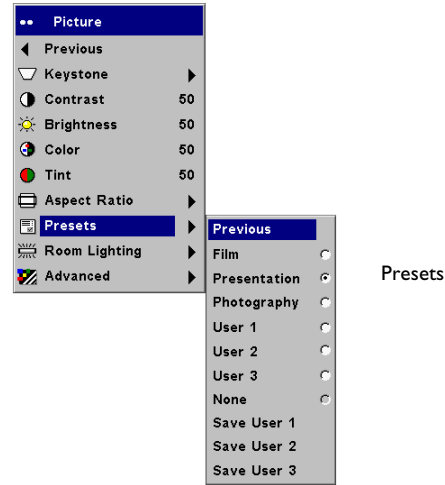 Picture
Previous
Keystone
Contrast 50
Brightness 50
Color 50
Tint 50
Aspect Ratio
Presets
Room Lighting
Advanced
Previous
Film
Presentation
Photography
User 1
User 2
User 3
None
Save User 1
Save User 2
Save User 3
Presets